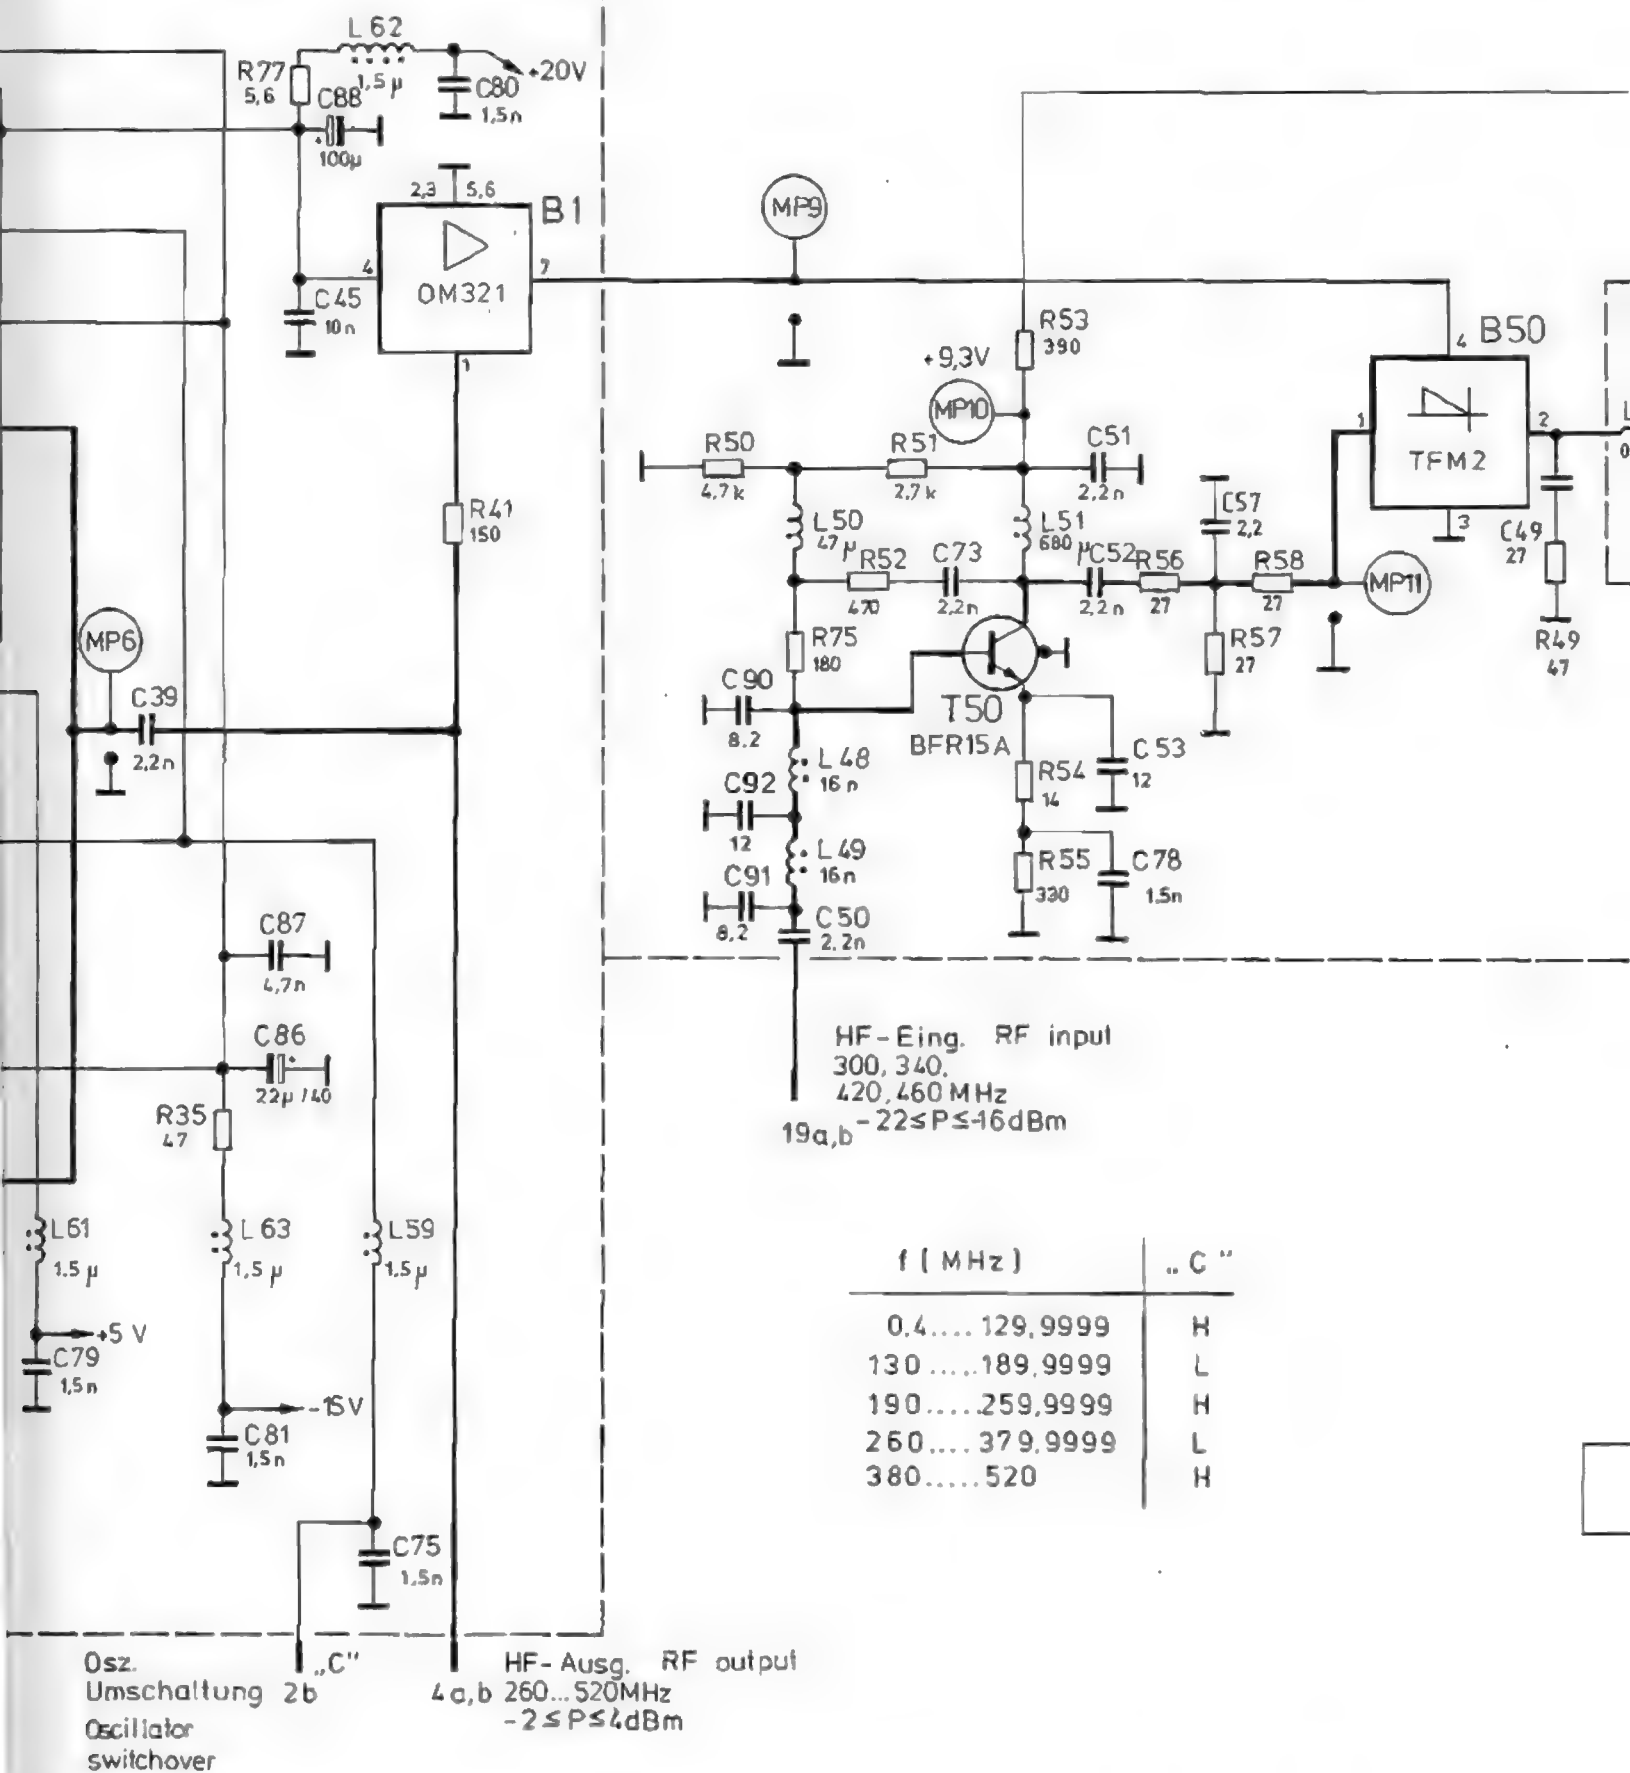 L 62
R77
5,6
1,5 µ
C88
100µ
C80
1,5n
+20V
2,3
5,6
B1
4
7
OM321
1
C45
10n
MP9
R53
390
+9,3V
MP10
B50
4
1
2
TFM2
3
R50
4,7k
R51
2,7k
C51
2,2n
R41
150
L50
47µ
L51
680µ
C57
2,2
C49
27
R52
470
C73
2,2n
C52
2,2n
R56
27
R58
27
MP11
R57
27
R49
47
MP6
C39
2,2n
R75
180
C90
8.2
T50
BFR15A
L48
16n
C92
12
R54
14
C53
12
L49
16n
C91
8,2
R55
330
C78
1.5n
C50
2,2n
C87
4,7n
C86
22µ/40
R35
47
HF-Eing. RF input
300, 340,
420, 460 MHz
-22≤P≤-16dBm
19a,b
L61
1.5 µ
L63
1,5 µ
L59
1,5µ
+5 V
C79
1,5n
-15V
C81
1,5n
C75
1,5n
f [MHz] „C“
0,4.... 129,9999 H
130 .....189,9999 L
190.....259,9999 H
260.... 379,9999 L
380.....520 H
Osz.
Umschaltung 2b
„C“
Oscillator
switchover
4a,b
HF-Ausg. RF output
260...520MHz
-2≤P≤4dBm